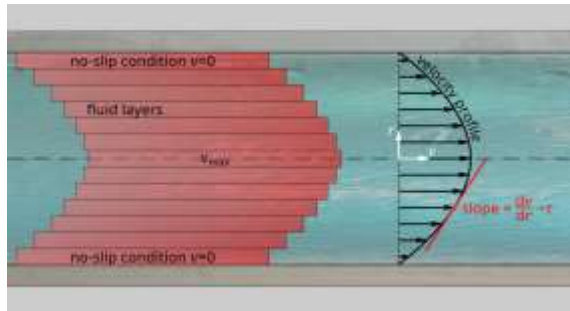 no-slip condition v=0
fluid layers
velocity profile
r
v
vmax
slope = dv/dr ~τ
no-slip condition v=0